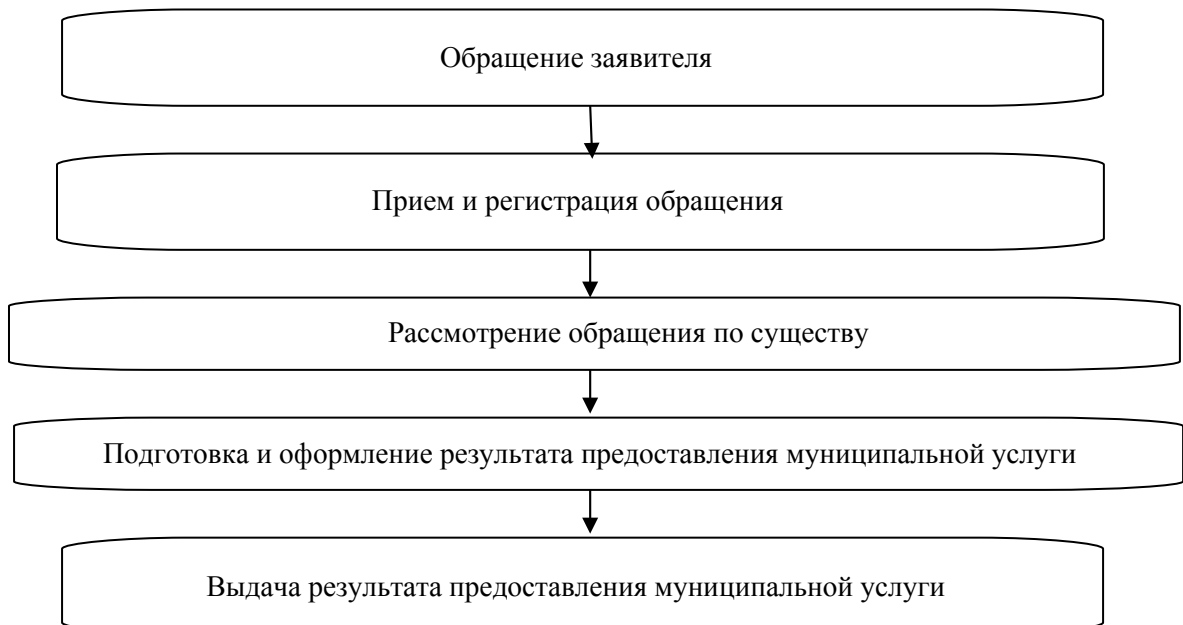 Обращение заявителя
Прием и регистрация обращения
Рассмотрение обращения по существу
Подготовка и оформление результата предоставления муниципальной услуги
Выдача результата предоставления муниципальной услуги